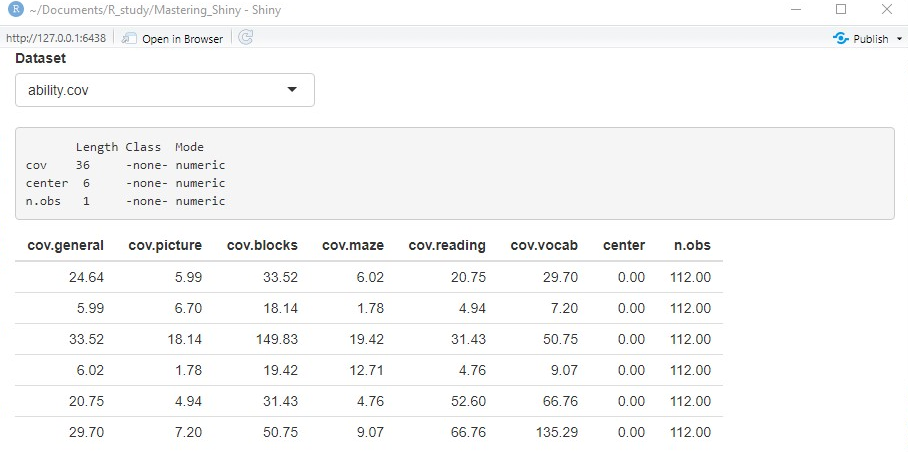 R ~/Documents/R_study/Mastering_Shiny - Shiny
http://127.0.0.1:6438 Open in Browser Publish
Dataset
ability.cov
Length Class Mode
cov 36 -none- numeric
center 6 -none- numeric
n.obs 1 -none- numeric
cov.general cov.picture cov.blocks cov.maze cov.reading cov.vocab center n.obs
24.64 5.99 33.52 6.02 20.75 29.70 0.00 112.00
5.99 6.70 18.14 1.78 4.94 7.20 0.00 112.00
33.52 18.14 149.83 19.42 31.43 50.75 0.00 112.00
6.02 1.78 19.42 12.71 4.76 9.07 0.00 112.00
20.75 4.94 31.43 4.76 52.60 66.76 0.00 112.00
29.70 7.20 50.75 9.07 66.76 135.29 0.00 112.00